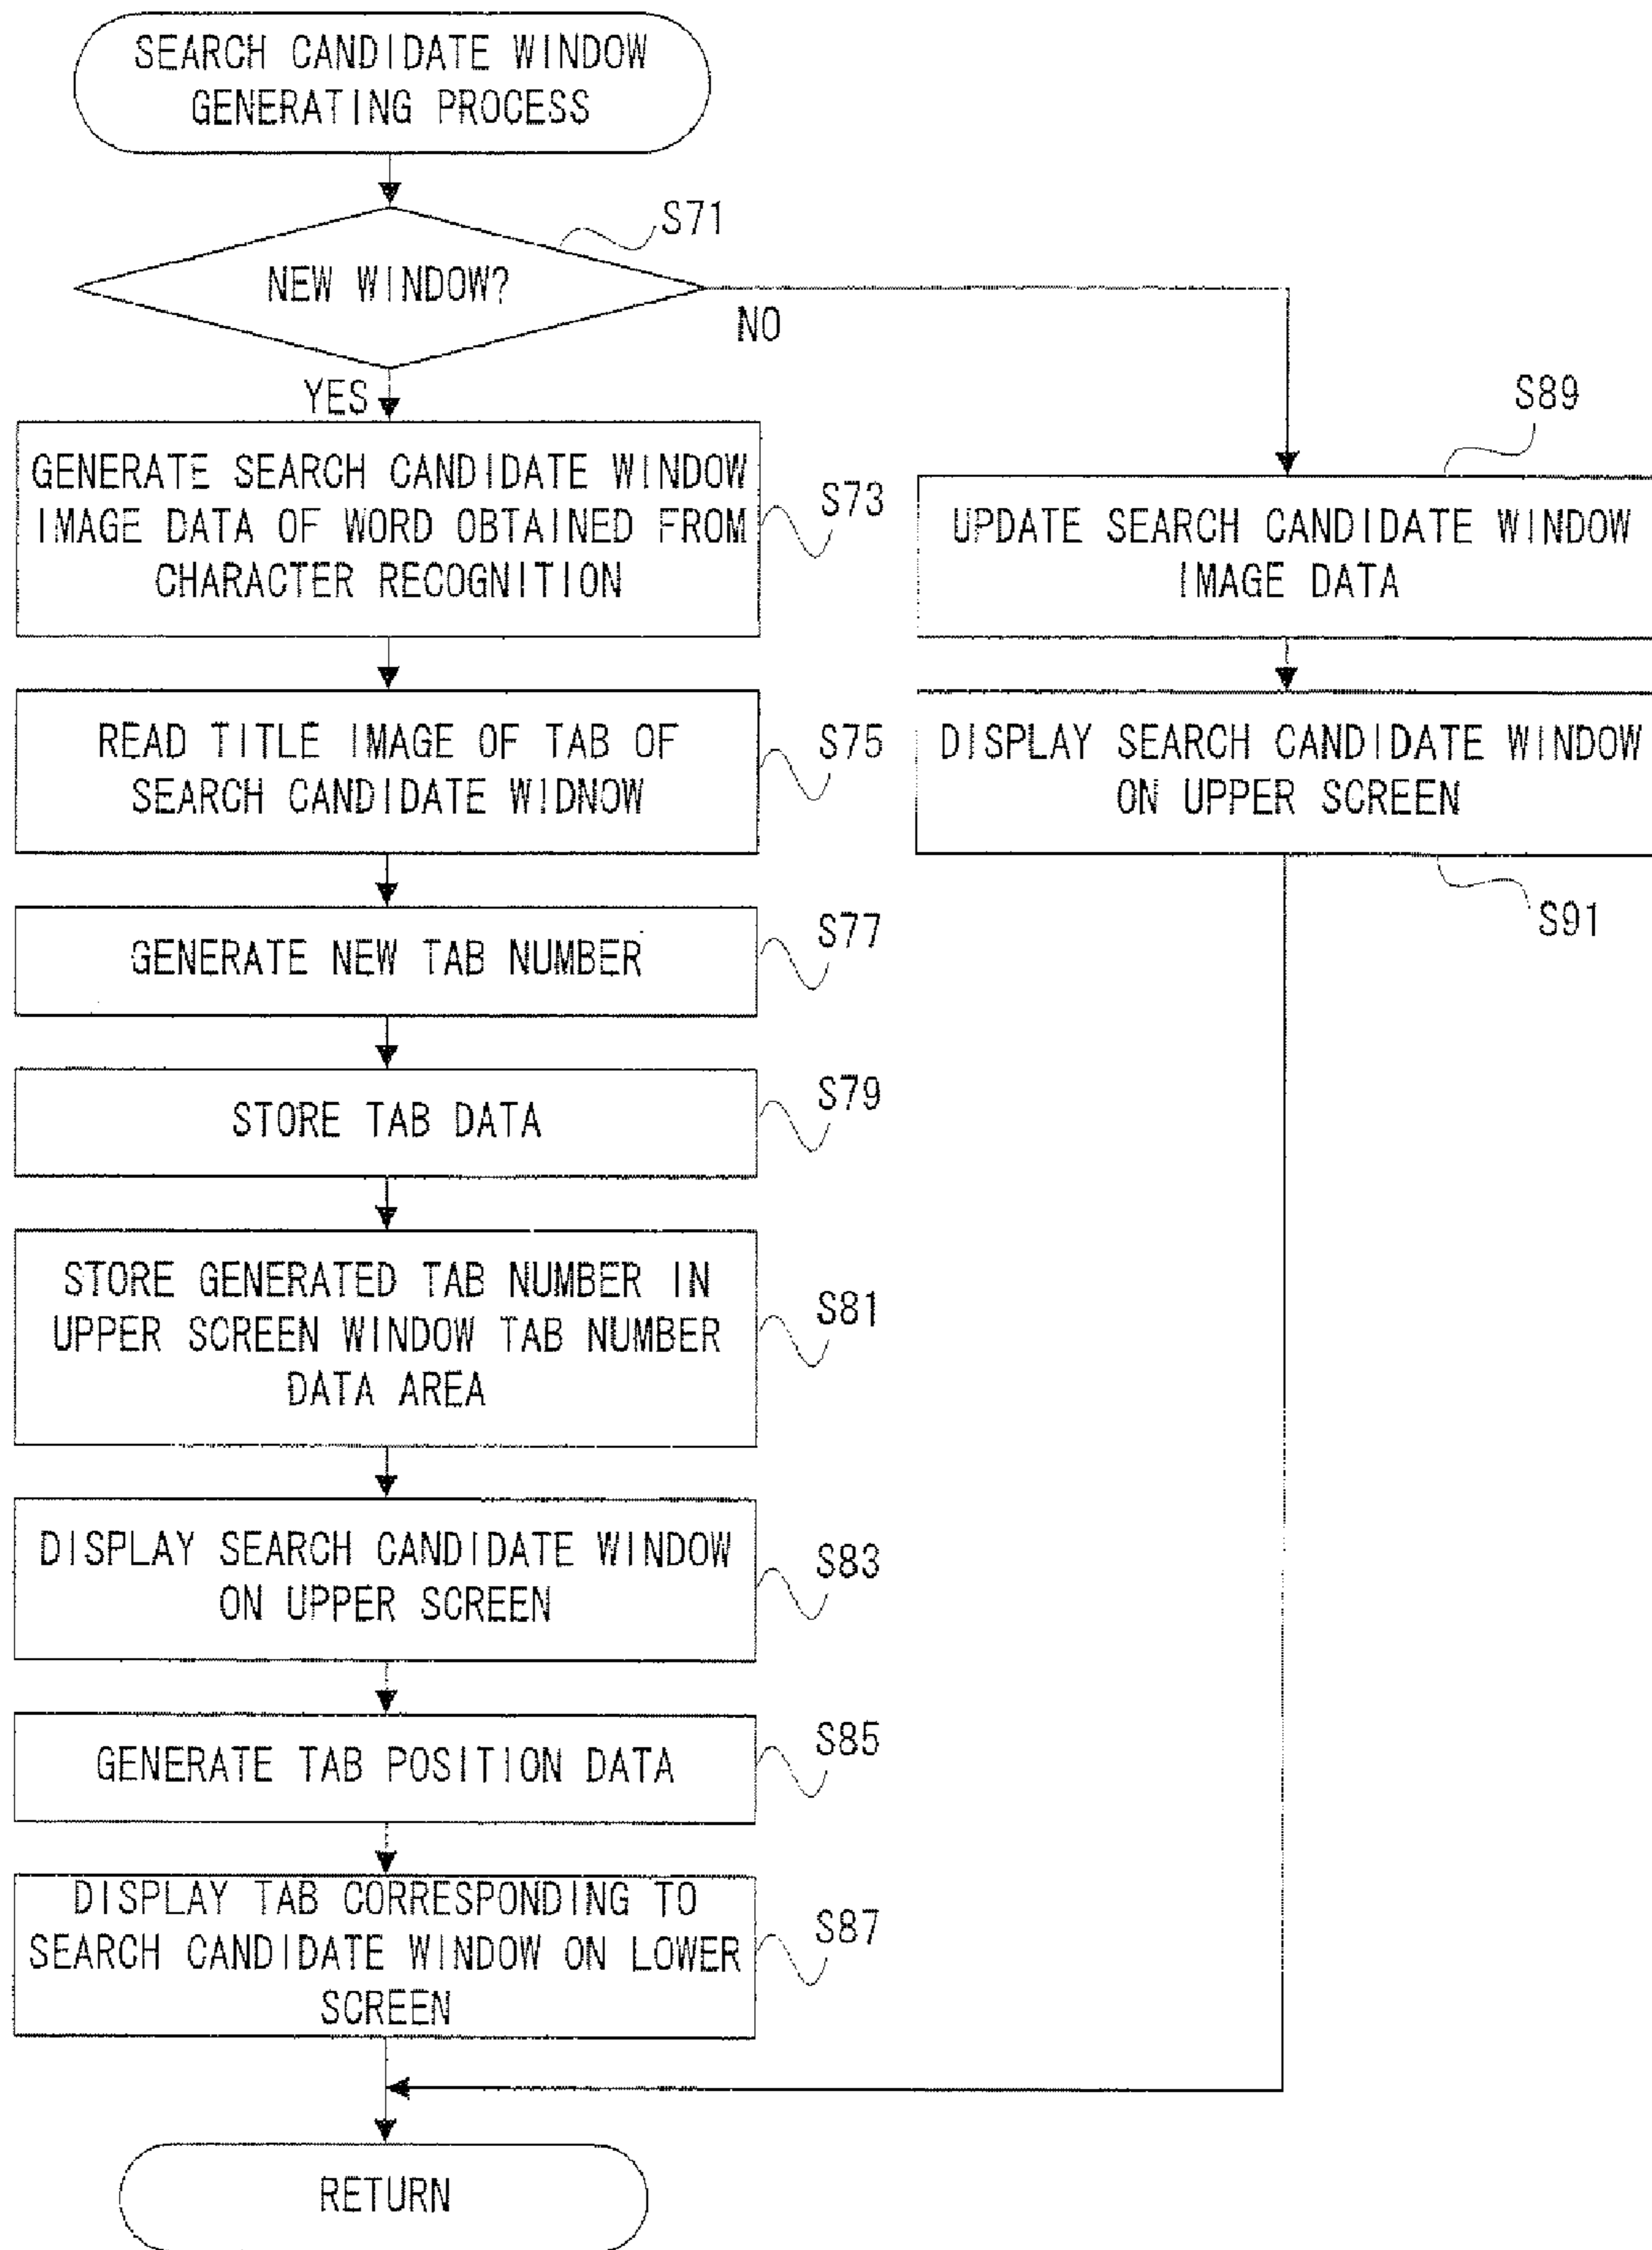 SEARCH CANDIDATE WINDOW
GENERATING PROCESS
S71
NEW WINDOW?
NO
YES
GENERATE SEARCH CANDIDATE WINDOW
IMAGE DATA OF WORD OBTAINED FROM
CHARACTER RECOGNITION
S73
READ TITLE IMAGE OF TAB OF
SEARCH CANDIDATE WIDNOW
S75
GENERATE NEW TAB NUMBER
S77
STORE TAB DATA
S79
STORE GENERATED TAB NUMBER IN
UPPER SCREEN WINDOW TAB NUMBER
DATA AREA
S81
DISPLAY SEARCH CANDIDATE WINDOW
ON UPPER SCREEN
S83
GENERATE TAB POSITION DATA
S85
DISPLAY TAB CORRESPONDING TO
SEARCH CANDIDATE WINDOW ON LOWER
SCREEN
S87
S89
UPDATE SEARCH CANDIDATE WINDOW
IMAGE DATA
DISPLAY SEARCH CANDIDATE WINDOW
ON UPPER SCREEN
S91
RETURN